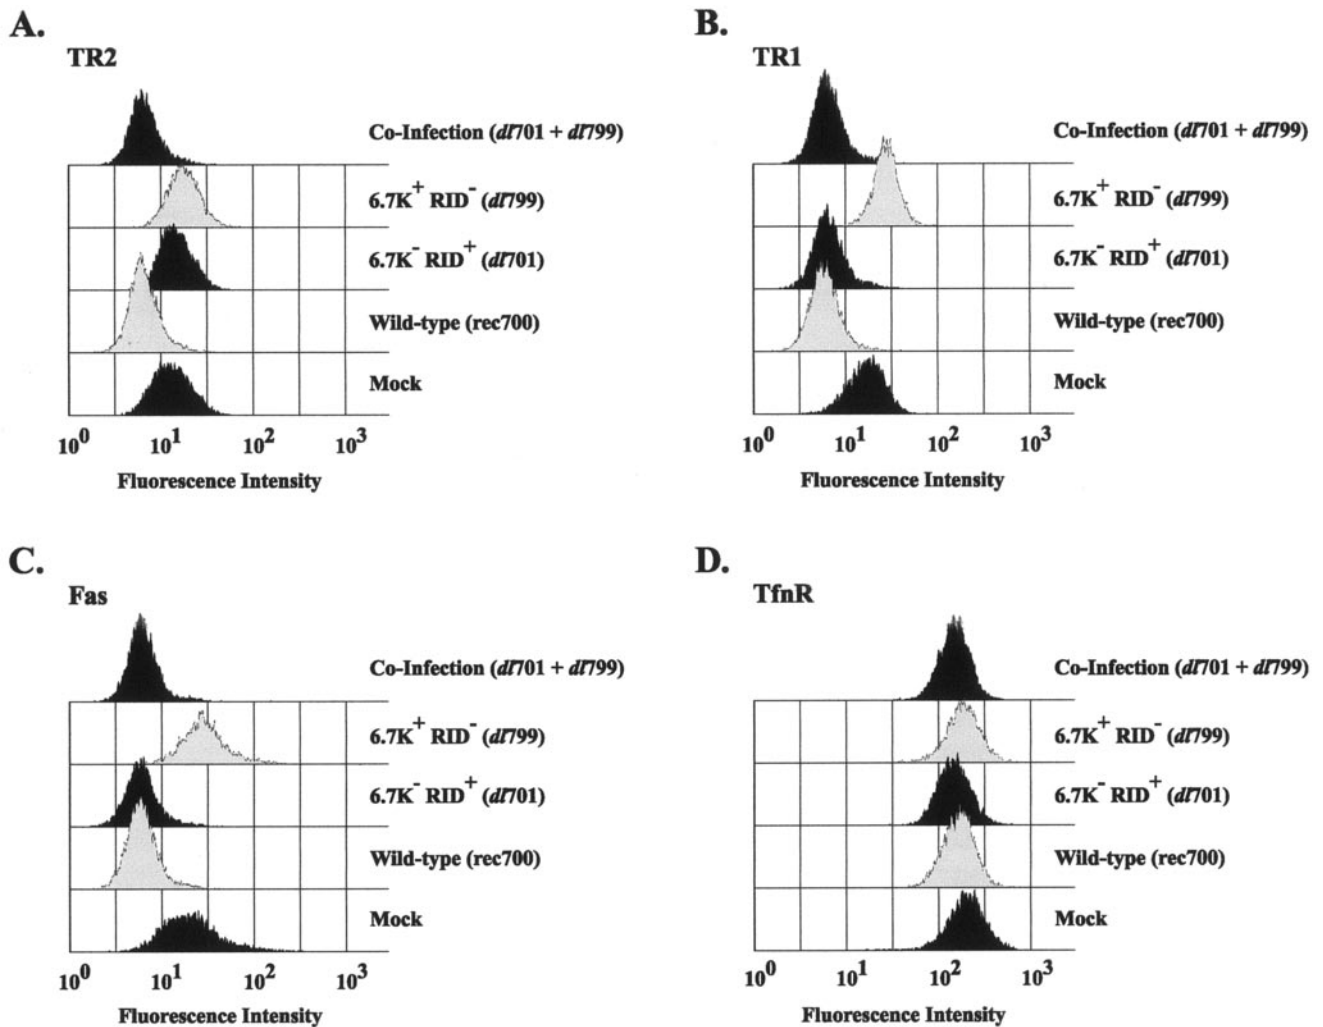 A.
TR2
Co-Infection (dl701 + dl799)
6.7K+ RID- (dl799)
6.7K- RID+ (dl701)
Wild-type (rec700)
Mock
10^0 10^1 10^2 10^3
Fluorescence Intensity
B.
TR1
Co-Infection (dl701 + dl799)
6.7K+ RID- (dl799)
6.7K- RID+ (dl701)
Wild-type (rec700)
Mock
10^0 10^1 10^2 10^3
Fluorescence Intensity
C.
Fas
Co-Infection (dl701 + dl799)
6.7K+ RID- (dl799)
6.7K- RID+ (dl701)
Wild-type (rec700)
Mock
10^0 10^1 10^2 10^3
Fluorescence Intensity
D.
TfnR
Co-Infection (dl701 + dl799)
6.7K+ RID- (dl799)
6.7K- RID+ (dl701)
Wild-type (rec700)
Mock
10^0 10^1 10^2 10^3
Fluorescence Intensity